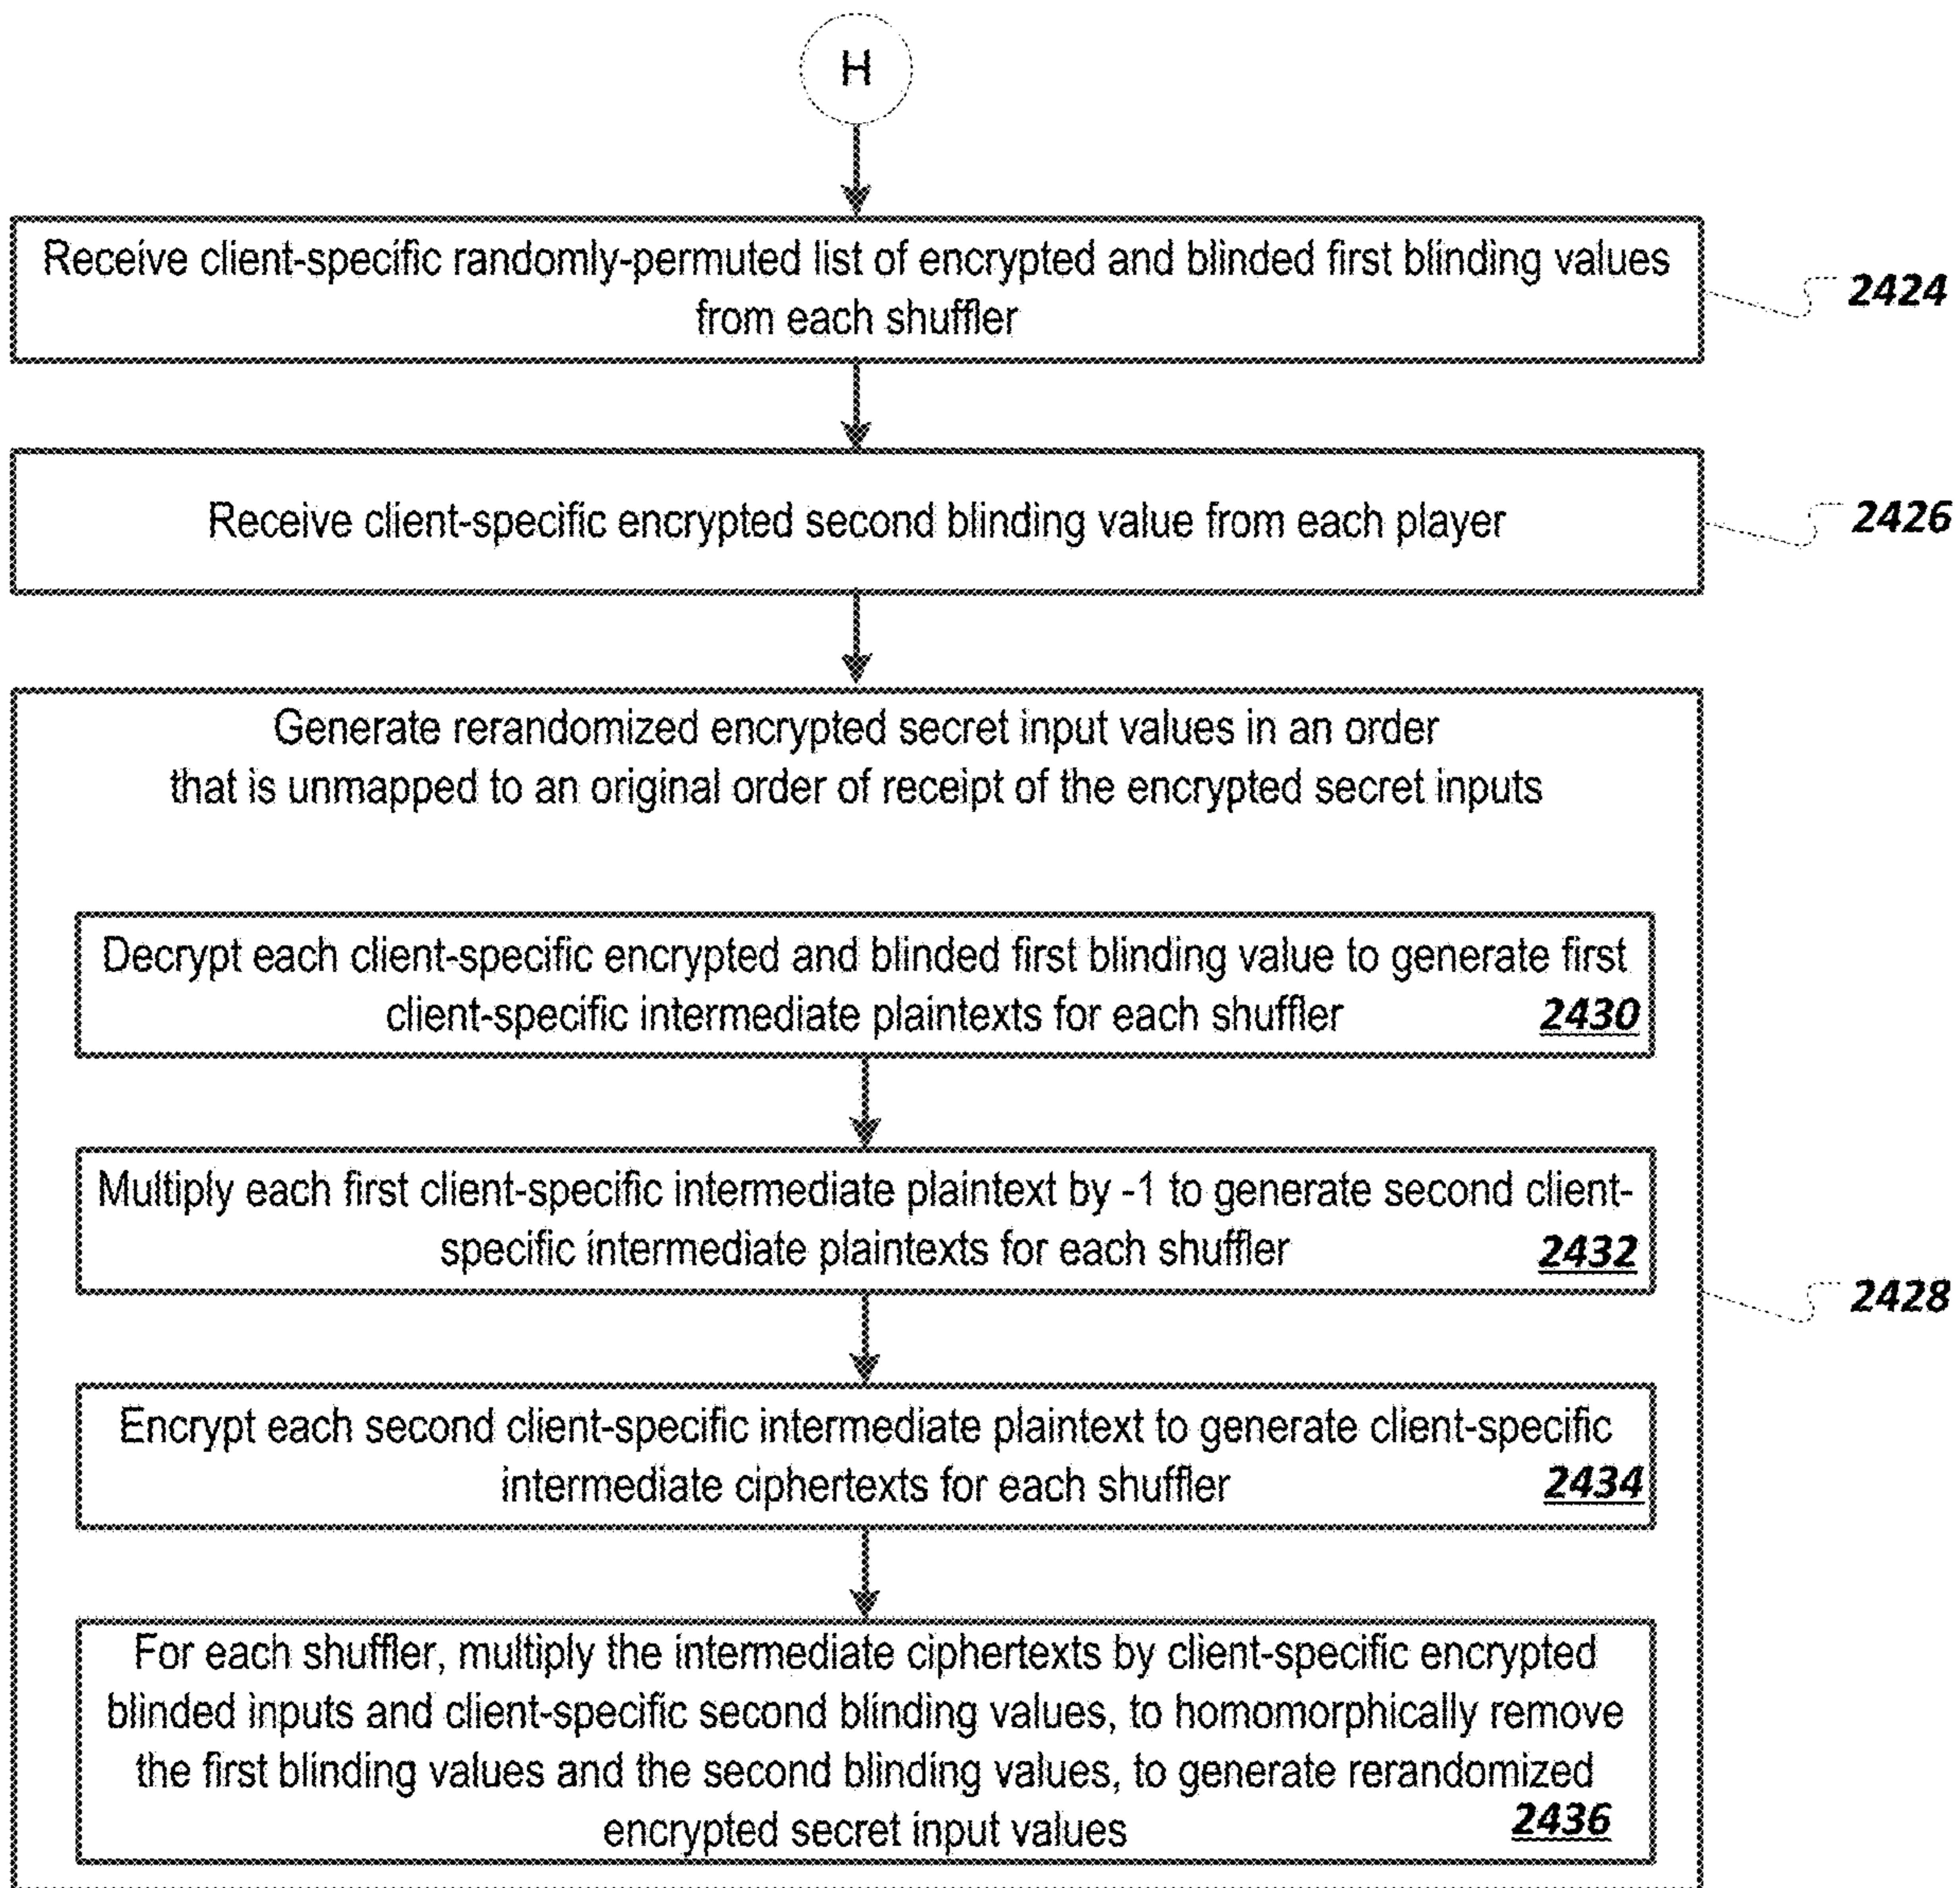 H
Receive client-specific randomly-permuted list of encrypted and blinded first blinding values
from each shuffler
2424
Receive client-specific encrypted second blinding value from each player
2426
Generate rerandomized encrypted secret input values in an order
that is unmapped to an original order of receipt of the encrypted secret inputs
Decrypt each client-specific encrypted and blinded first blinding value to generate first
client-specific intermediate plaintexts for each shuffler 2430
Multiply each first client-specific intermediate plaintext by -1 to generate second client-
specific intermediate plaintexts for each shuffler 2432
2428
Encrypt each second client-specific intermediate plaintext to generate client-specific
intermediate ciphertexts for each shuffler 2434
For each shuffler, multiply the intermediate ciphertexts by client-specific encrypted
blinded inputs and client-specific second blinding values, to homomorphically remove
the first blinding values and the second blinding values, to generate rerandomized
encrypted secret input values 2436